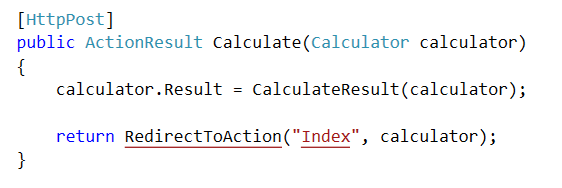 [HttpPost]
public ActionResult Calculate(Calculator calculator)
{
    calculator.Result = CalculateResult(calculator);
    return RedirectToAction("Index", calculator);
}